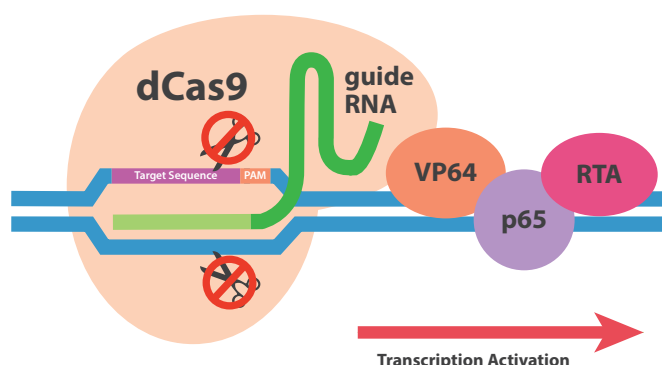 dCas9
guide
RNA
Target Sequence
PAM
VP64
p65
RTA
Transcription Activation